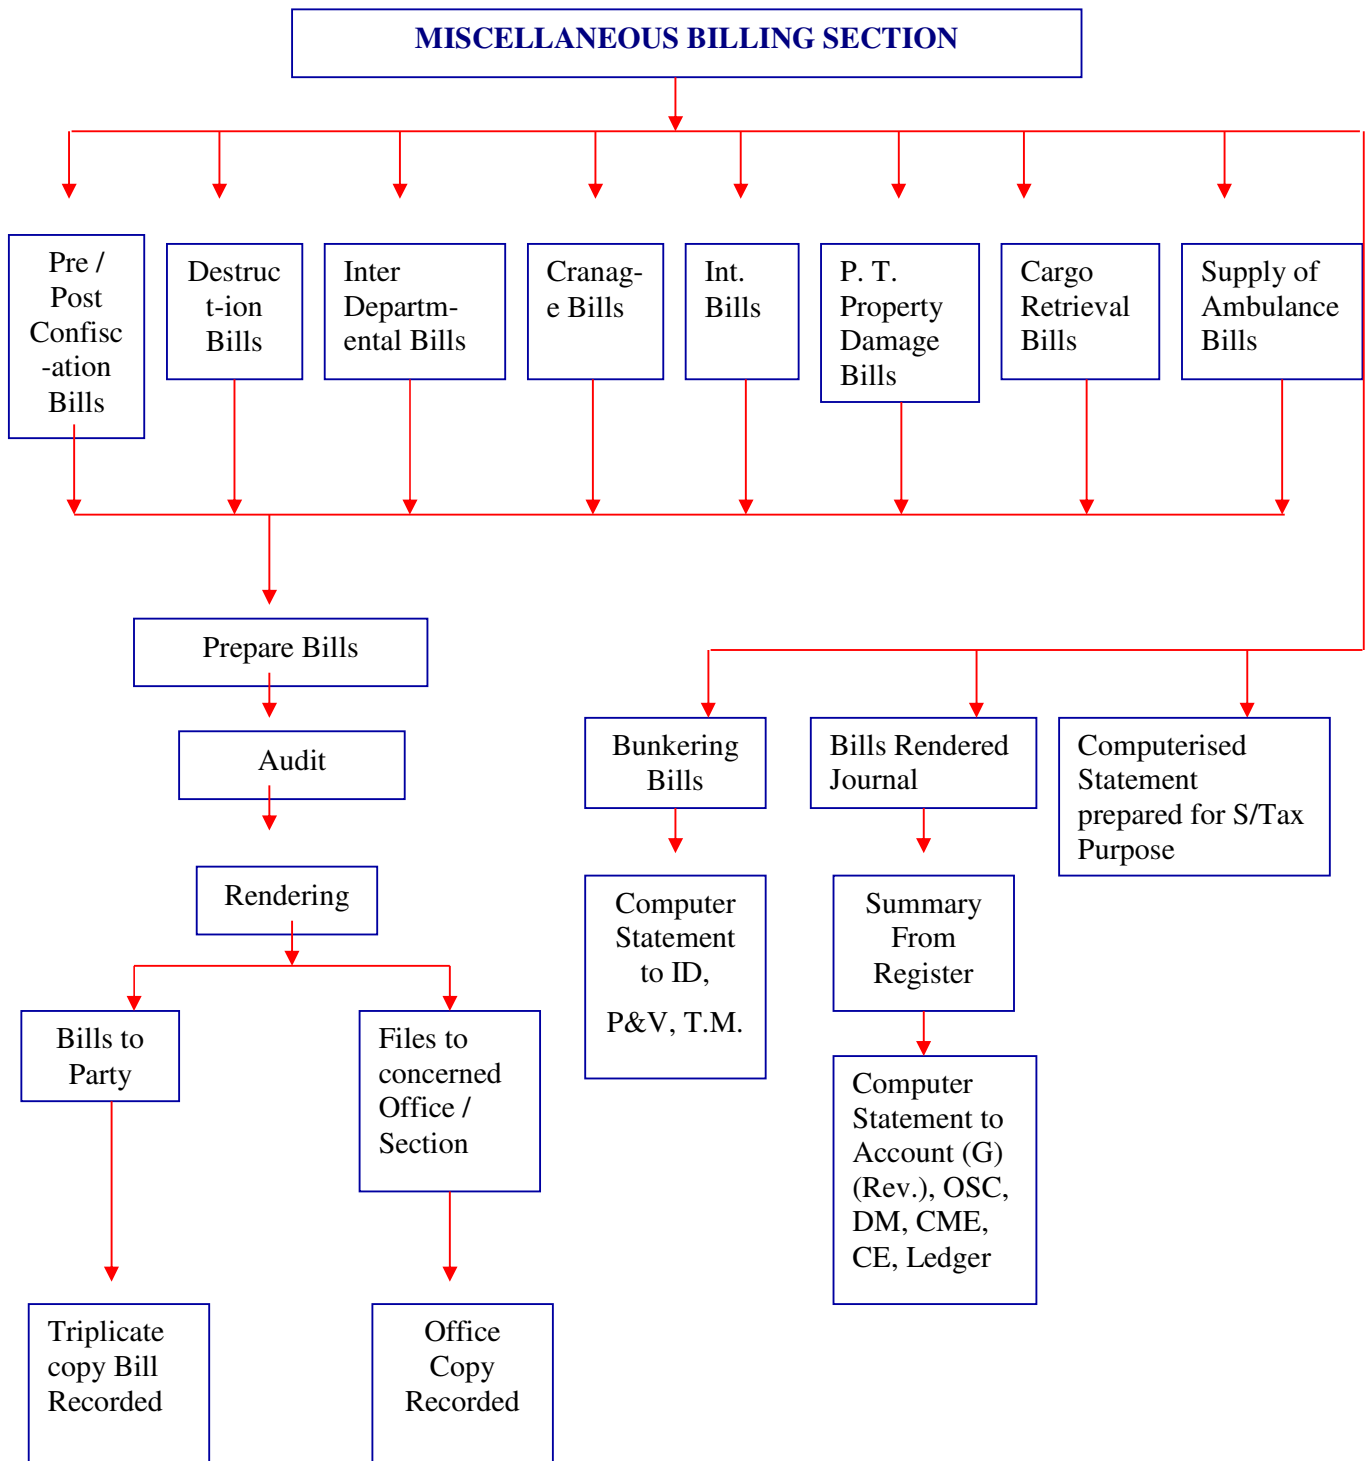 MISCELLANEOUS BILLING SECTION
Pre /
Post
Confisc
-ation
Bills
Destruc
t-ion
Bills
Inter
Departm-
ental Bills
Cranag-
e Bills
Int.
Bills
P. T.
Property
Damage
Bills
Cargo
Retrieval
Bills
Supply of
Ambulance
Bills
Prepare Bills
Audit
Rendering
Bills to
Party
Files to
concerned
Office /
Section
Triplicate
copy Bill
Recorded
Office
Copy
Recorded
Bunkering
Bills
Computer
Statement
to ID,
P&V, T.M.
Bills Rendered
Journal
Summary
From
Register
Computer
Statement to
Account (G)
(Rev.), OSC,
DM, CME,
CE, Ledger
Computerised
Statement
prepared for S/Tax
Purpose